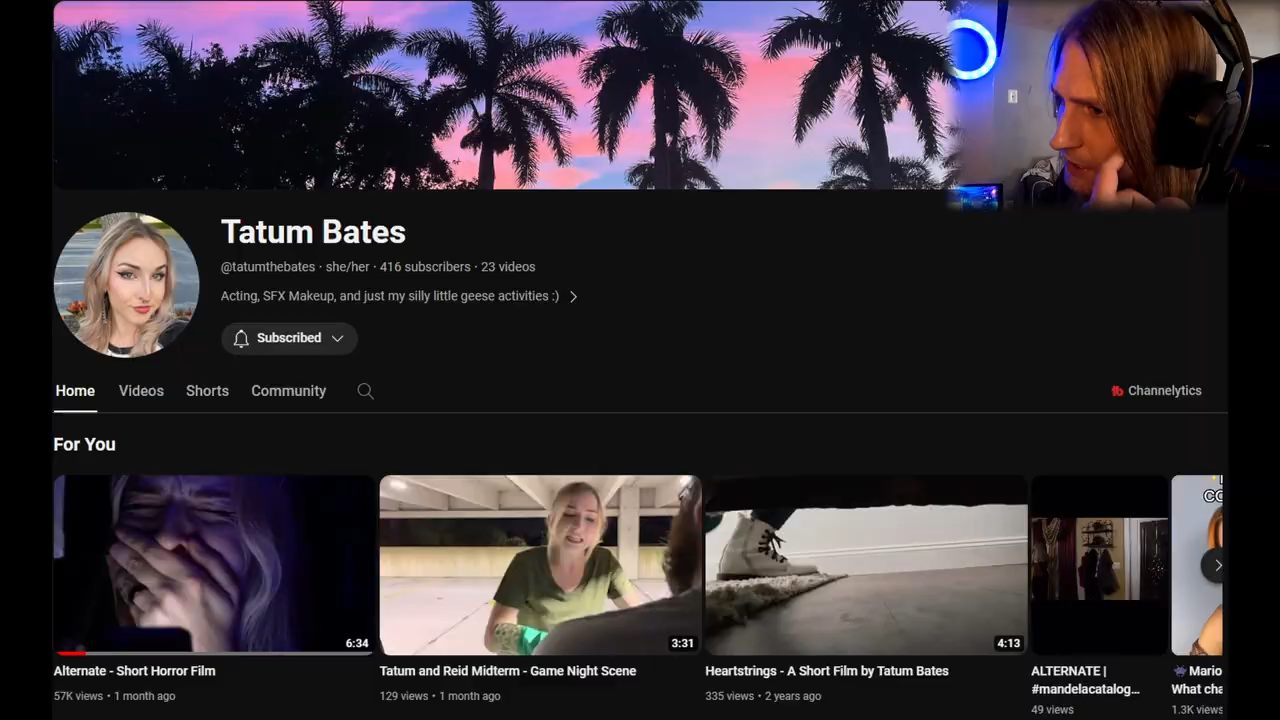 Tatum Bates
@tatumthebates · she/her · 416 subscribers · 23 videos
Acting, SFX Makeup, and just my silly little geese activities :)
Subscribed
Home Videos Shorts Community
Channelytics
For You
6:34
3:31
4:13
Alternate - Short Horror Film
57K views • 1 month ago
Tatum and Reid Midterm - Game Night Scene
129 views • 1 month ago
Heartstrings - A Short Film by Tatum Bates
335 views • 2 years ago
ALTERNATE |
#mandelacatalog...
49 views
👾 Mario
What
1.3K views